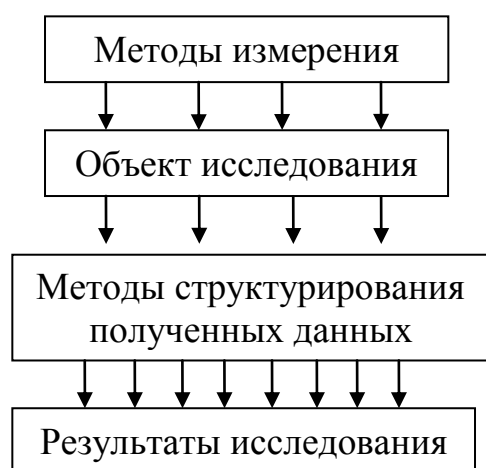 Методы измерения
Объект исследования
Методы структурирования
полученных данных
Результаты исследования